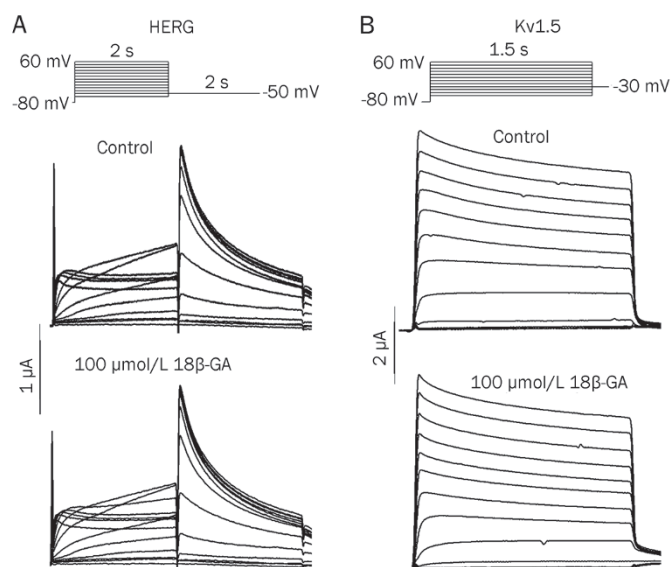 A
HERG
2 s
60 mV
2 s
-50 mV
-80 mV
Control
1 µA
100 µmol/L 18β-GA
B
Kv1.5
1.5 s
60 mV
-30 mV
-80 mV
Control
2 µA
100 µmol/L 18β-GA